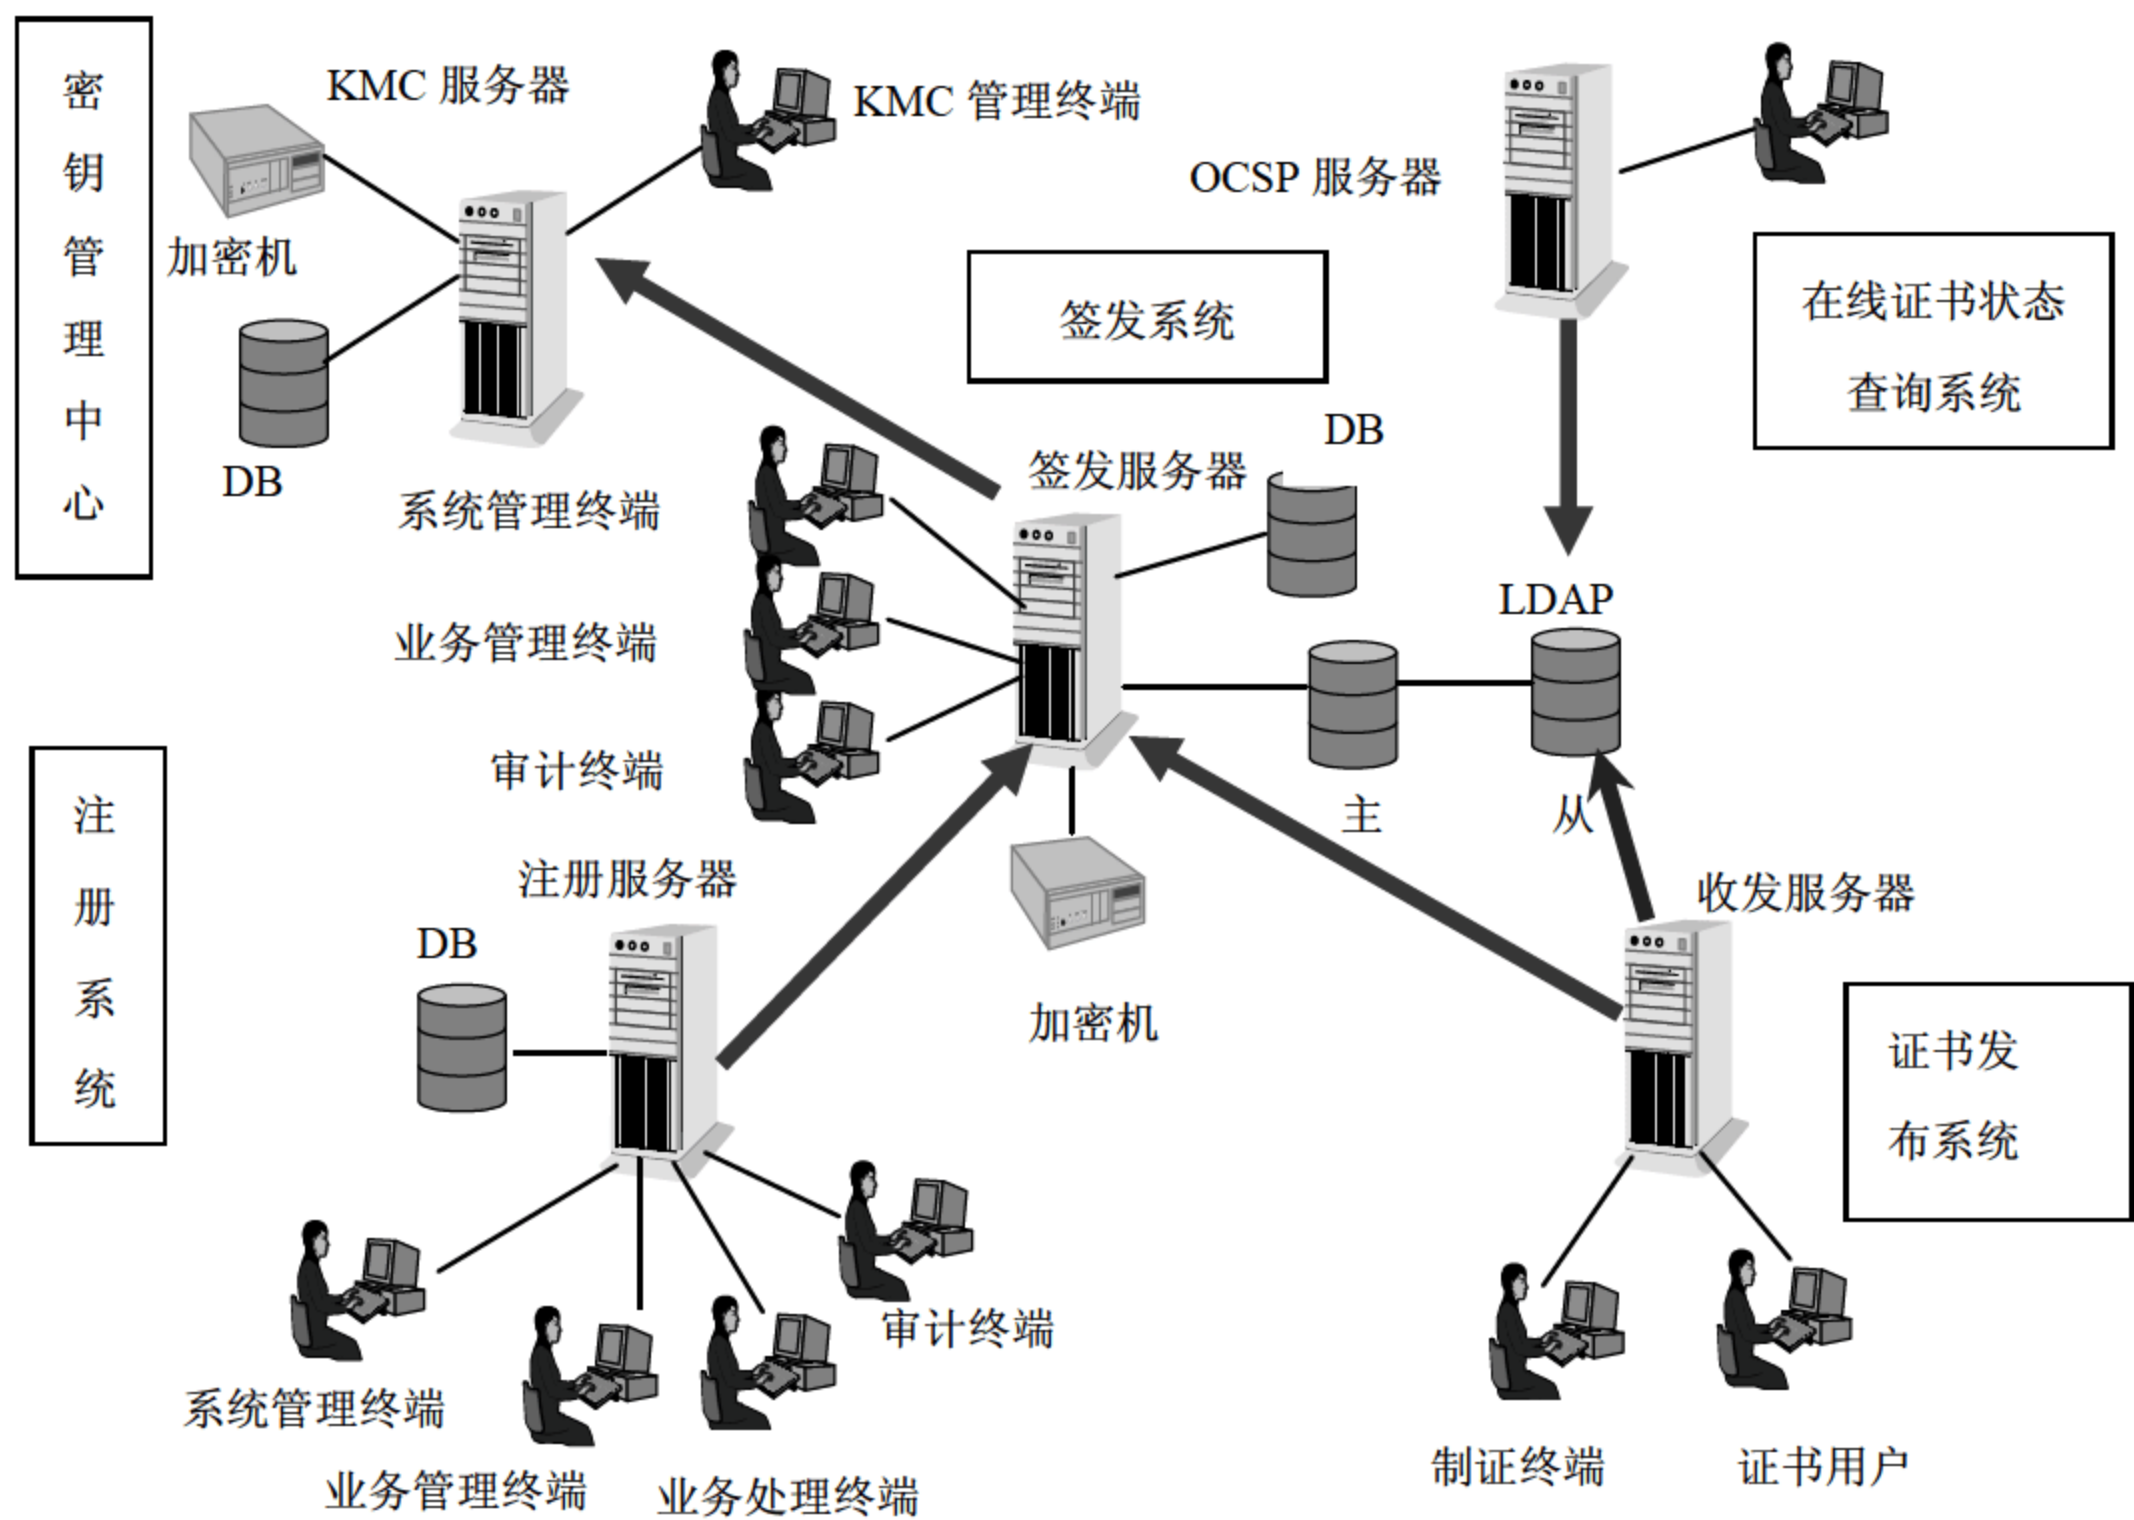 密
钥
管
理
中
心
KMC 服务器
KMC 管理终端
加密机
DB
OCSP 服务器
在线证书状态
查询系统
签发系统
DB
签发服务器
系统管理终端
业务管理终端
审计终端
LDAP
主
从
加密机
注
册
系
统
注册服务器
DB
系统管理终端
业务管理终端
业务处理终端
审计终端
收发服务器
证书发
布系统
制证终端
证书用户